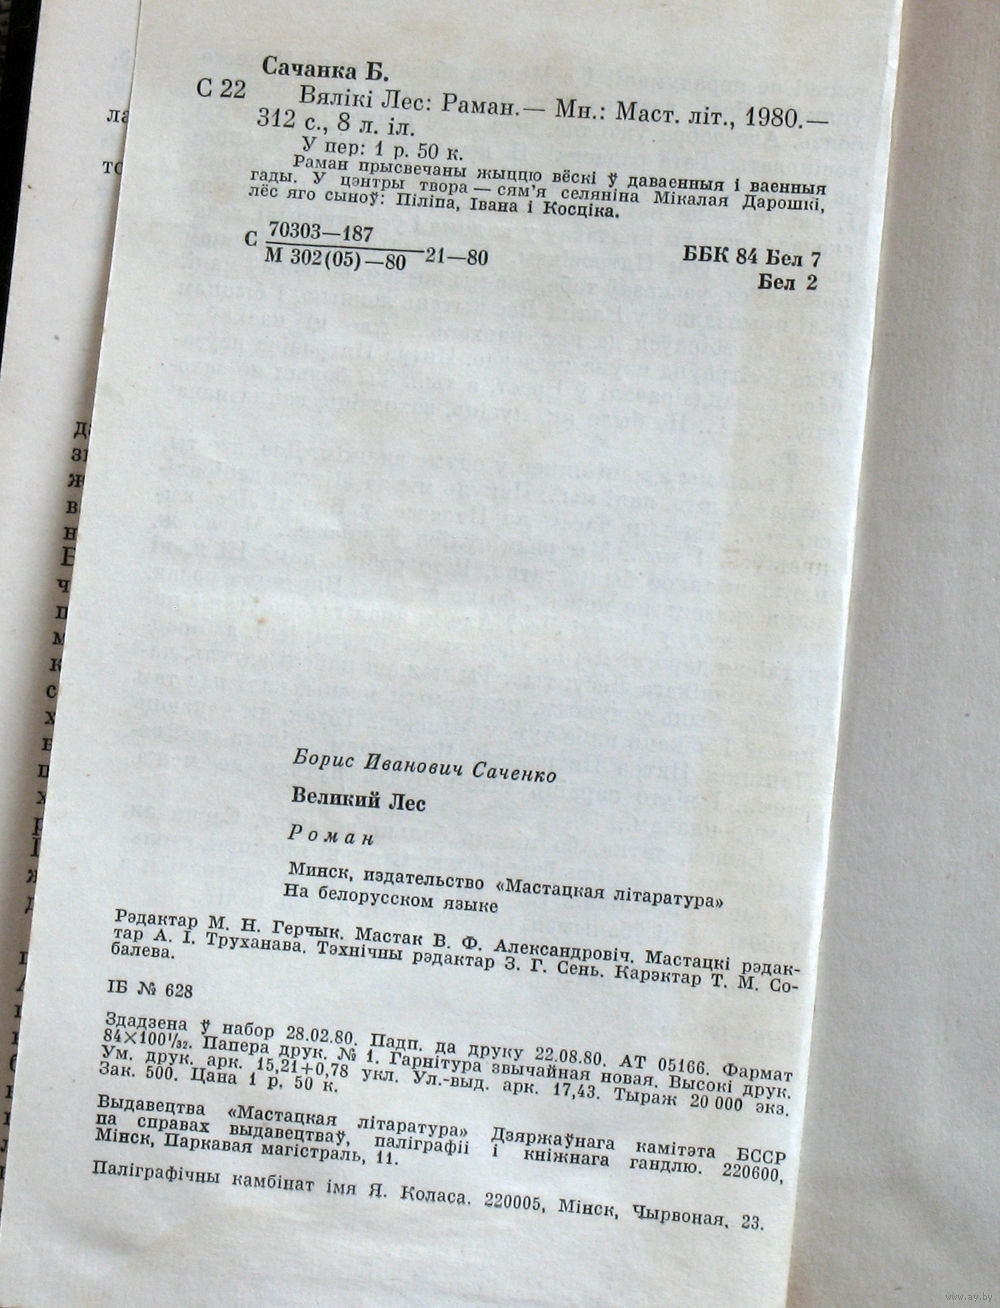 Сачанка Б.
С 22 Вялікі Лес: Раман.— Мн.: Маст. літ., 1980.—
312 с., 8 л. іл.
У пер: 1 р. 50 к.
Раман прысвечаны жыццю вёскі ў даваенныя і ваенныя
гады. У цэнтры твора — сям’я селяніна Мікалая Дарошкі,
лёс яго сыноў: Піліпа, Івана і Косціка.
С 70303—187
М 302(05)—80 21—80
ББК 84 Бел 7
Бел 2
Борис Иванович Саченко
Великий Лес
Роман
Минск, издательство «Мастацкая літаратура»
На белорусском языке
Рэдактар М. Н. Герчык. Мастак В. Ф. Александровіч. Мастацкі рэдак-
тар А. І. Труханава. Тэхнічны рэдактар З. Г. Сень. Карэктар Т. М. Со-
балева.
ІБ № 628
Здадзена ў набор 28.02.80. Падп. да друку 22.08.80. АТ 05166. Фармат
84×100¹/₃₂. Папера друк. № 1. Гарнітура звычайная новая. Высокі друк.
Ум. друк. арк. 15,21+0,78 укл. Ул.-выд. арк. 17,43. Тыраж 20 000 экз.
Зак. 500. Цана 1 р. 50 к.
Выдавецтва «Мастацкая літаратура» Дзяржаўнага камітэта БССР
па справах выдавецтваў, паліграфіі і кніжнага гандлю. 220600,
Мінск, Паркавая магістраль, 11.
Паліграфічны камбінат імя Я. Коласа. 220005, Мінск, Чырвоная, 23.
www.ay.by